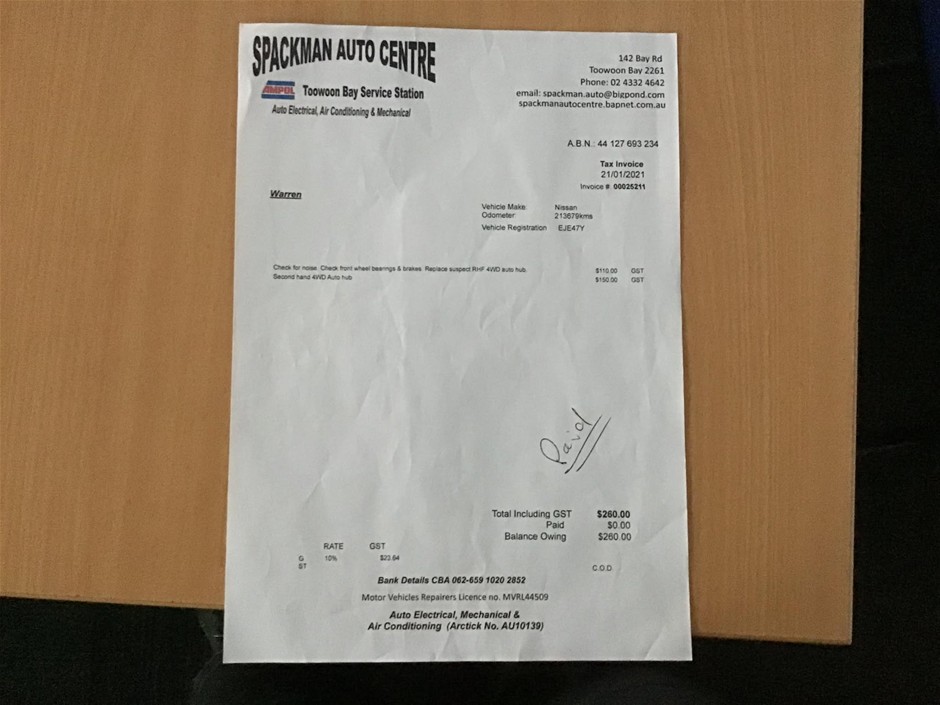 SPACKMAN AUTO CENTRE
AMPOL Toowoon Bay Service Station
Auto Electrical, Air Conditioning & Mechanical
142 Bay Rd
Toowoon Bay 2261
Phone: 02 4332 4642
email: spackman.auto@bigpond.com
spackmanautocentre.bapnet.com.au
A.B.N.: 44 127 693 234
Tax Invoice
21/01/2021
Invoice #: 00025211
Warren
Vehicle Make: Nissan
Odometer: 213679kms
Vehicle Registration EJE47Y
Check for noise. Check front wheel bearings & brakes. Replace suspect RHF 4WD auto hub. $110.00 GST
Second hand 4WD Auto hub $150.00 GST
Paid
Total Including GST $260.00
Paid $0.00
Balance Owing $260.00
RATE GST
G 10% $23.64
ST
C.O.D.
Bank Details CBA 062-659 1020 2852
Motor Vehicles Repairers Licence no. MVRL44509
Auto Electrical, Mechanical &
Air Conditioning (Arctick No. AU10139)